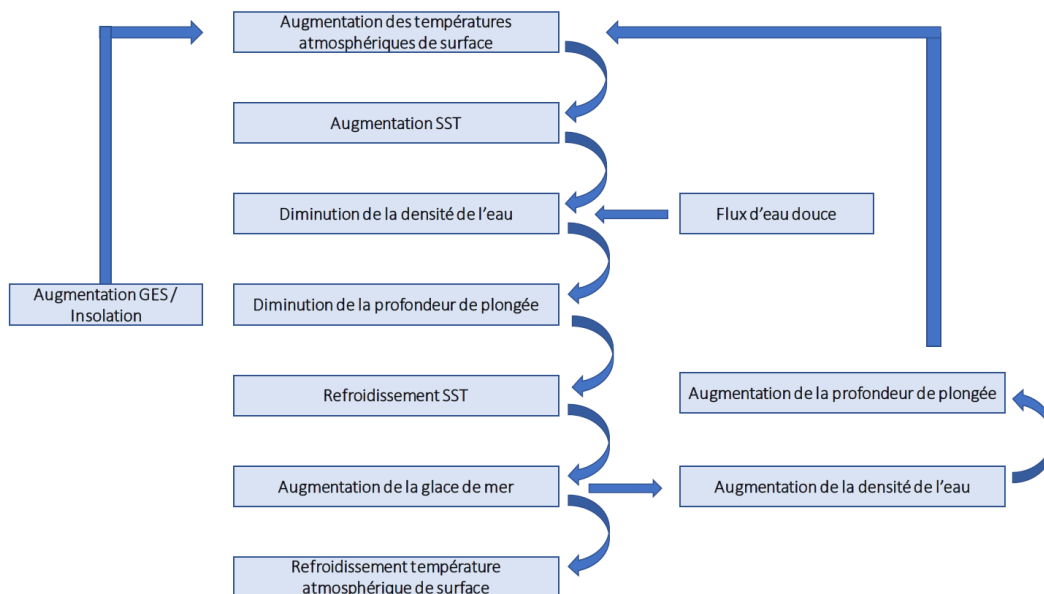 Augmentation des températures
atmosphériques de surface
Augmentation SST
Diminution de la densité de l'eau
Flux d'eau douce
Augmentation GES /
Insolation
Diminution de la profondeur de plongée
Refroidissement SST
Augmentation de la profondeur de plongée
Augmentation de la glace de mer
Augmentation de la densité de l'eau
Refroidissement température
atmosphérique de surface